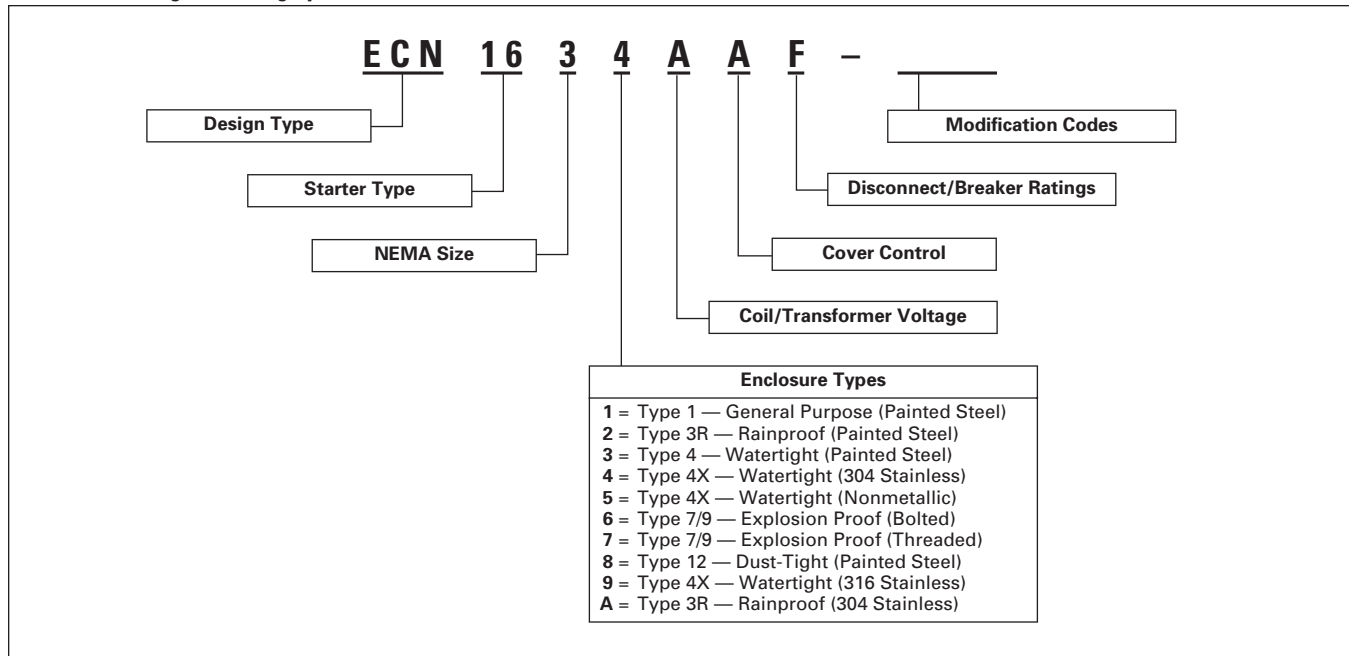 ECN 16 3 4 A A F –
Design Type
Modification Codes
Starter Type
Disconnect/Breaker Ratings
NEMA Size
Cover Control
Coil/Transformer Voltage
Enclosure Types
1 = Type 1 — General Purpose (Painted Steel)
2 = Type 3R — Rainproof (Painted Steel)
3 = Type 4 — Watertight (Painted Steel)
4 = Type 4X — Watertight (304 Stainless)
5 = Type 4X — Watertight (Nonmetallic)
6 = Type 7/9 — Explosion Proof (Bolted)
7 = Type 7/9 — Explosion Proof (Threaded)
8 = Type 12 — Dust-Tight (Painted Steel)
9 = Type 4X — Watertight (316 Stainless)
A = Type 3R — Rainproof (304 Stainless)